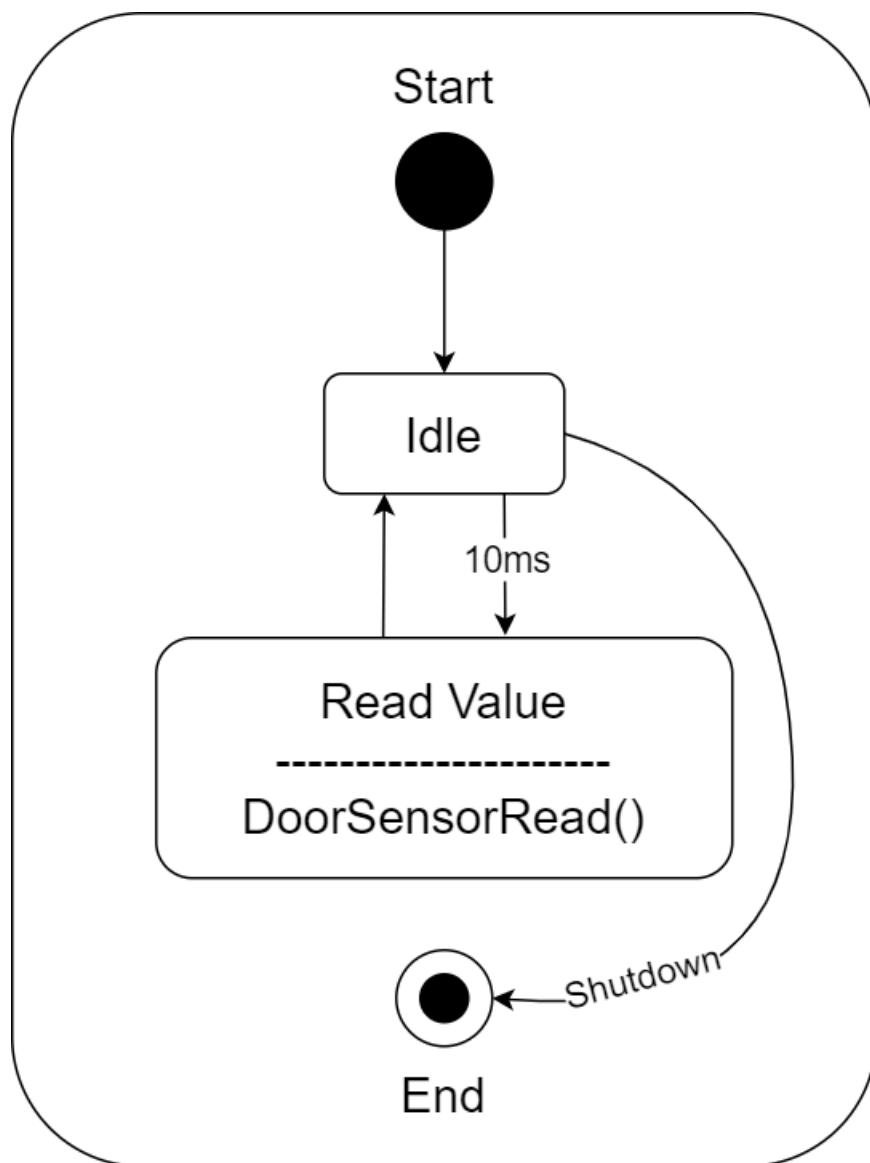 Start
Idle
10ms
Read Value
---------------------
DoorSensorRead()
Shutdown
End